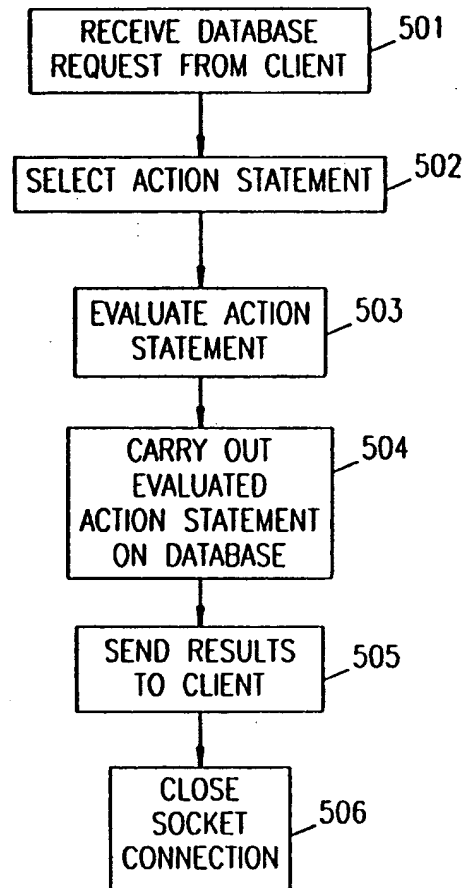 RECEIVE DATABASE
REQUEST FROM CLIENT
501
SELECT ACTION STATEMENT
502
EVALUATE ACTION
STATEMENT
503
CARRY OUT
EVALUATED
ACTION STATEMENT
ON DATABASE
504
SEND RESULTS
TO CLIENT
505
CLOSE
SOCKET
CONNECTION
506